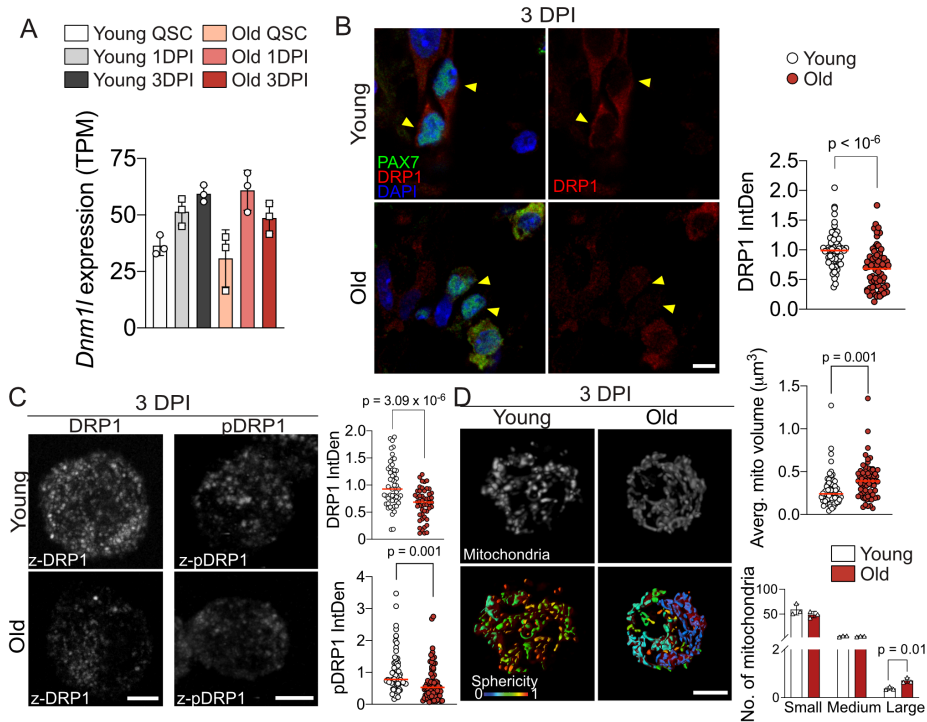 A
Young QSC
Old QSC
Young 1DPI
Old 1DPI
Young 3DPI
Old 3DPI
Dnm1l expression (TPM)
75
50
25
0
B
3 DPI
Young
PAX7
DRP1
DAPI
DRP1
Old
Young
Old
p < 10⁻⁶
DRP1 IntDen
2.5
2.0
1.5
1.0
0.5
0.0
C
3 DPI
DRP1
pDRP1
Young
z-DRP1
z-pDRP1
Old
z-DRP1
z-pDRP1
p = 3.09 x 10⁻⁶
DRP1 IntDen
2.0
1.5
1.0
0.5
0.0
p = 0.001
pDRP1 IntDen
4
3
2
1
0
D
3 DPI
Young
Old
Mitochondria
Sphericity
0
1
p = 0.001
Averg. mito volume (μm³)
1.5
1.0
0.5
0.0
Young
Old
No. of mitochondria
100
50
2
0
p = 0.01
Small Medium Large